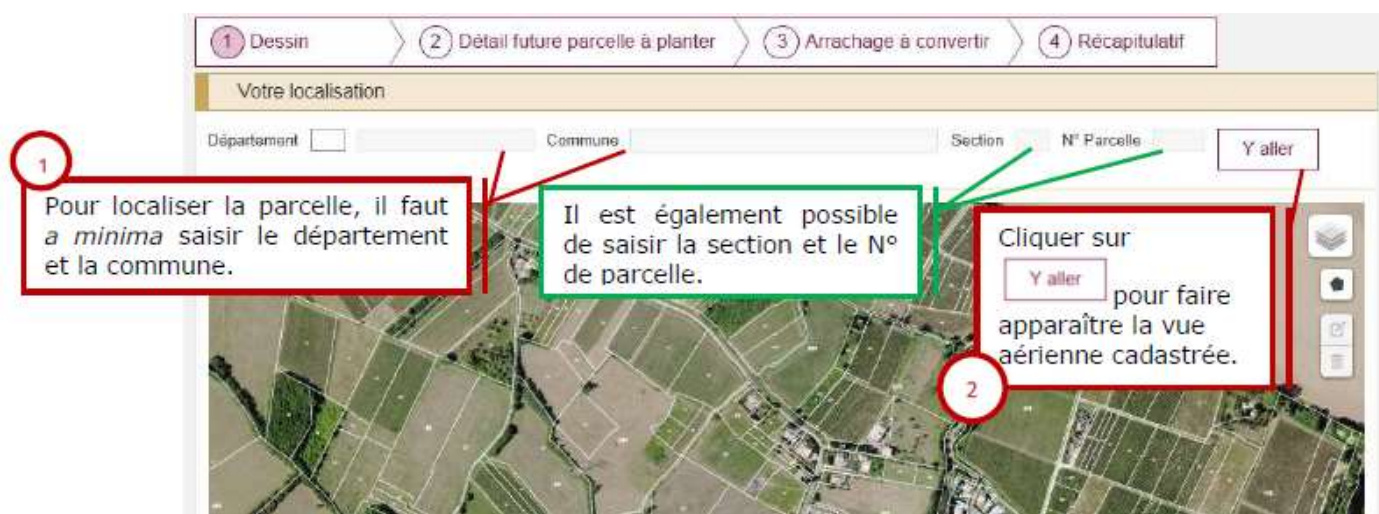 1 Dessin 2 Détail future parcelle à planter 3 Arrachage à convertir 4 Récapitulatif
Votre localisation
Département Commune Section N° Parcelle Y aller
1
Pour localiser la parcelle, il faut
a minima saisir le département
et la commune.
Il est également possible
de saisir la section et le N°
de parcelle.
Cliquer sur
Y aller
pour faire
apparaître la vue
aérienne cadastrée.
2